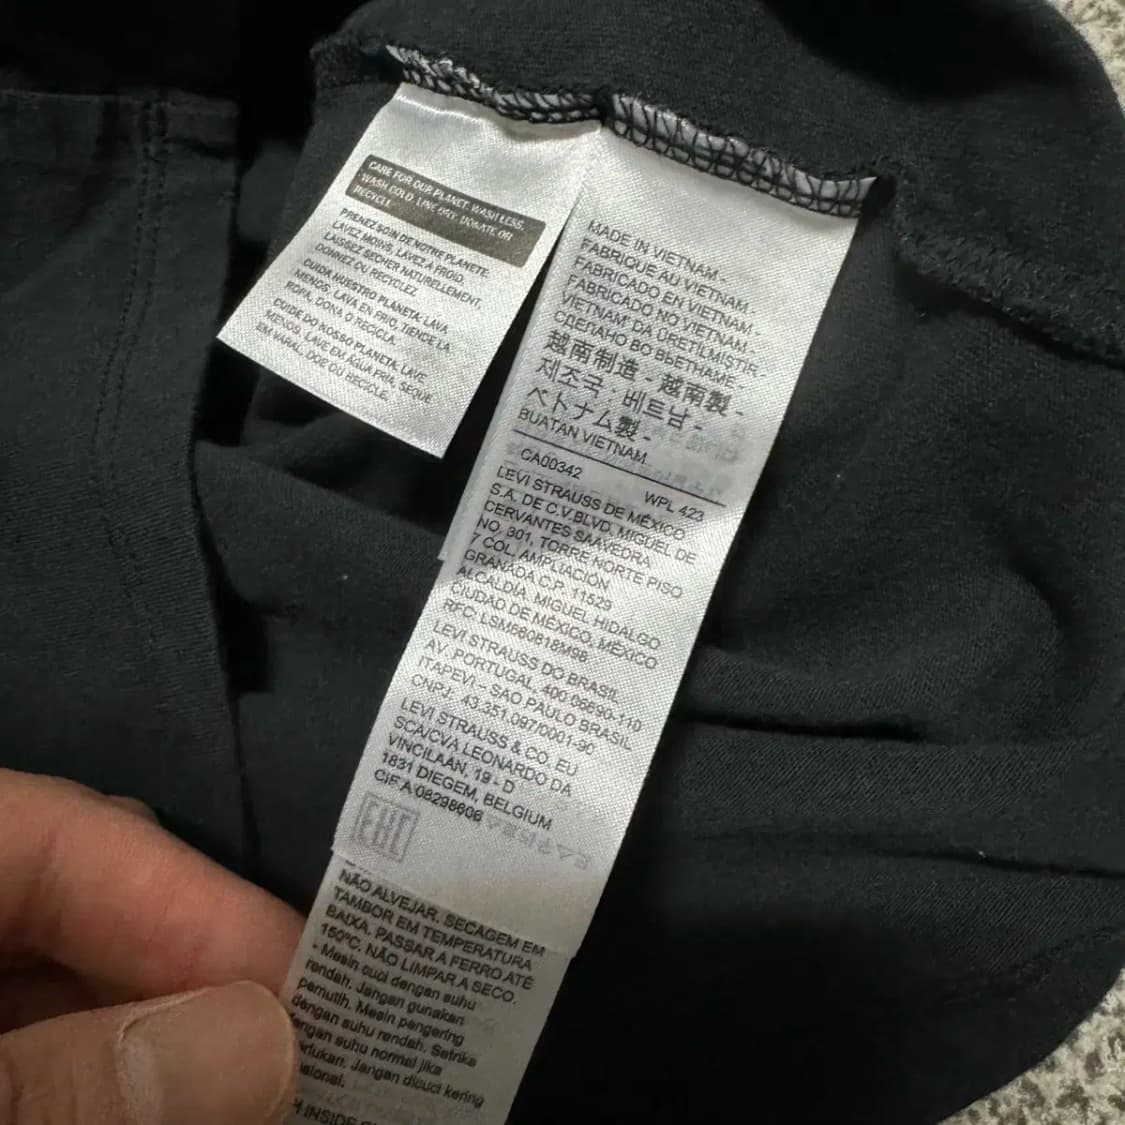 CARE FOR OUR PLANET: WASH LESS,
WASH COLD, LINE DRY, DONATE OR
RECYCLE.
PRENEZ SOIN DE NOTRE PLANÈTE:
LAVEZ MOINS, LAVEZ À FROID,
LAISSEZ SÉCHER NATURELLEMENT,
DONNEZ OU RECYCLEZ.
CUIDA NUESTRO PLANETA: LAVA
MENOS, LAVA EN FRÍO, TIENDE LA
ROPA, DONA O RECICLA.
CUIDE DO NOSSO PLANETA, LAVE
MENOS, LAVE EM ÁGUA FRIA, SEQUE
EM VARAL, DOE OU RECICLE.
MADE IN VIETNAM -
FABRIQUE AU VIETNAM -
FABRICADO EN VIETNAM -
FABRICADO NO VIETNAM -
VIETNAM' DA ÜRETILMISTIR -
СДЕЛАНО ВО ВЬЕТНАМЕ -
越南制造 - 越南製 -
제조국 : 베트남 -
ベトナム製 -
BUATAN VIETNAM
CA00342 WPL 423
LEVI STRAUSS DE MÉXICO
S.A. DE C.V.BLVD. MIGUEL DE
CERVANTES SAAVEDRA
NO. 301, TORRE NORTE PISO
7 COL. AMPLIACIÓN
GRANADA C.P. 11529
ALCALDÍA. MIGUEL HIDALGO
CIUDAD DE MÉXICO, MÉXICO
RFC: LSM680818M98
LEVI STRAUSS DO BRASIL
AV. PORTUGAL, 400-06690-110
ITAPEVI - SAO PAULO BRASIL
CNPJ: 43.351.097/0001-90
LEVI STRAUSS & CO. EU
SCA/CVA LEONARDO DA
VINCILAAN, 19 - D
1831 DIEGEM, BELGIUM
CIF.A 08298606
EAC
NÃO ALVEJAR. SECAGEM EM
TAMBOR EM TEMPERATURA
BAIXA. PASSAR A FERRO ATÉ
150ºC. NÃO LIMPAR A SECO.
- Mesin cuci dengan suhu
rendah. Jangan gunakan
pemutih. Mesin pengering
dengan suhu rendah. Setrika
suhu normal jika
Jangan dicuci kering
INSIDE